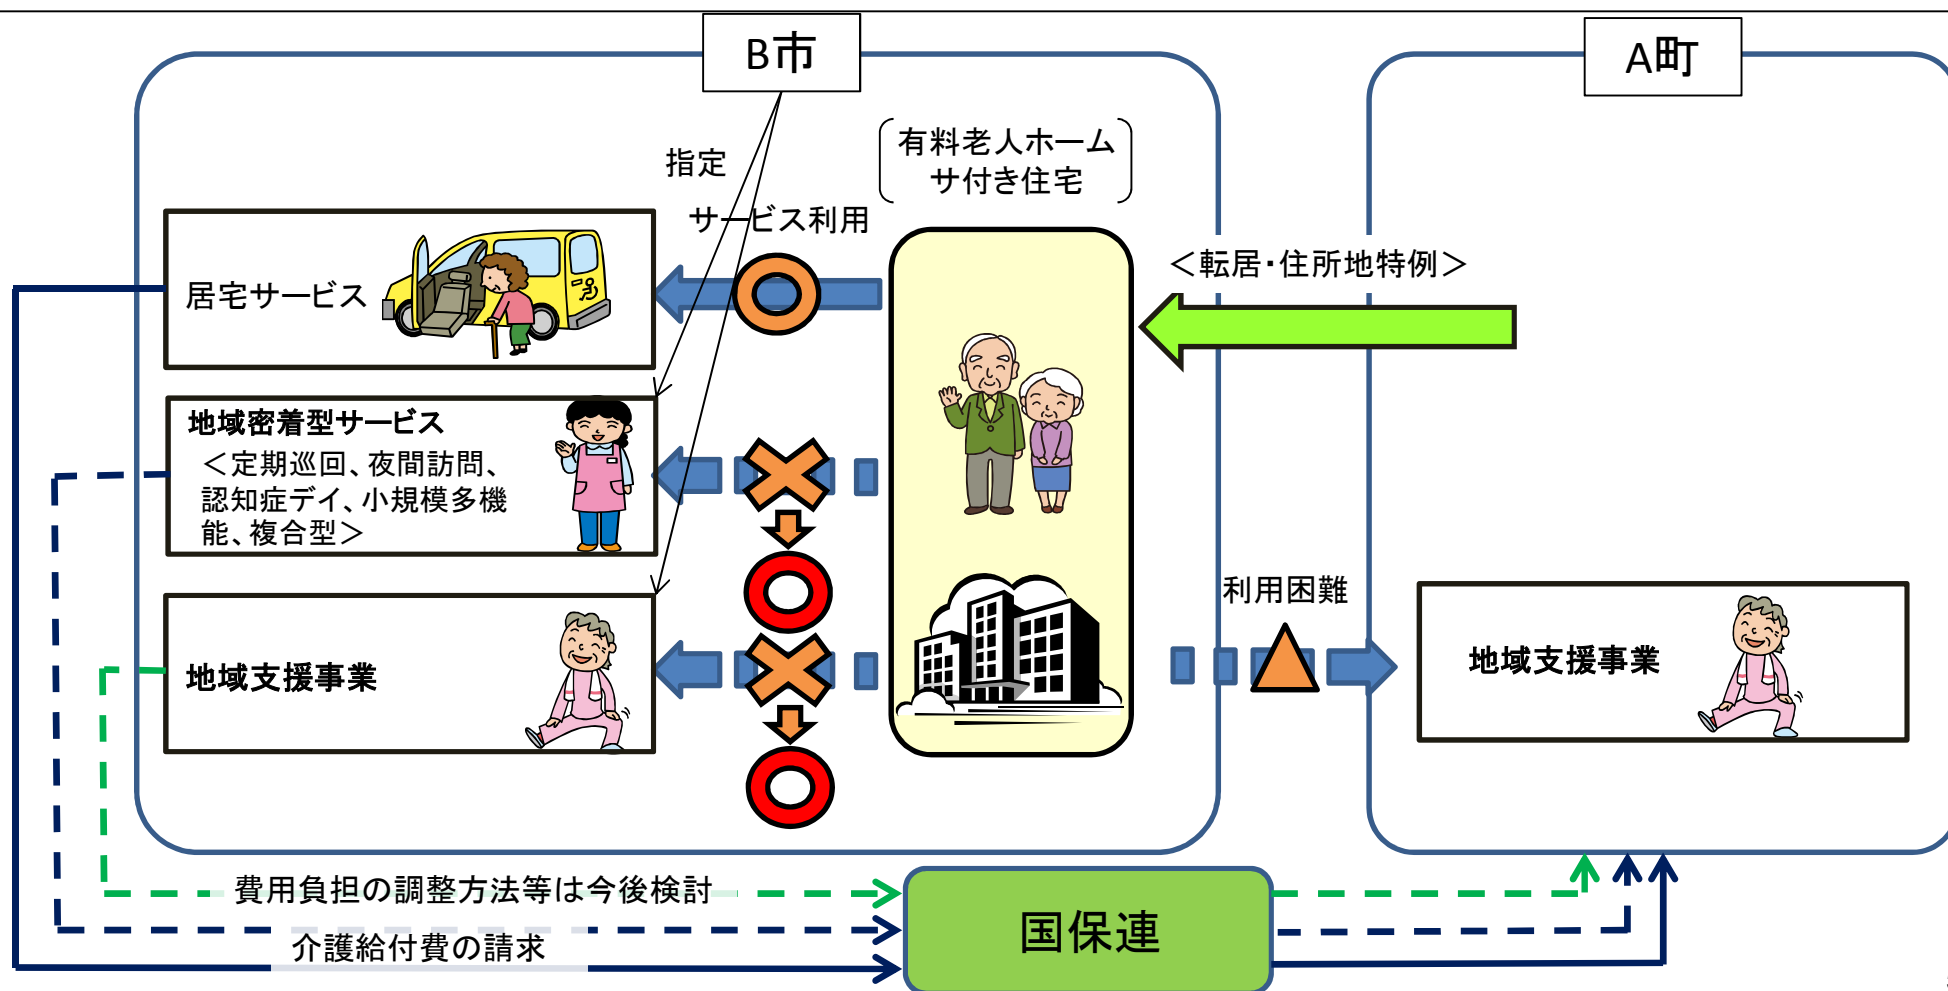 B市
A町
指定
有料老人ホーム
サ付き住宅
サービス利用
＜転居・住所地特例＞
居宅サービス
地域密着型サービス
＜定期巡回、夜間訪問、
認知症デイ、小規模多機
能、複合型＞
利用困難
地域支援事業
地域支援事業
費用負担の調整方法等は今後検討
介護給付費の請求
国保連